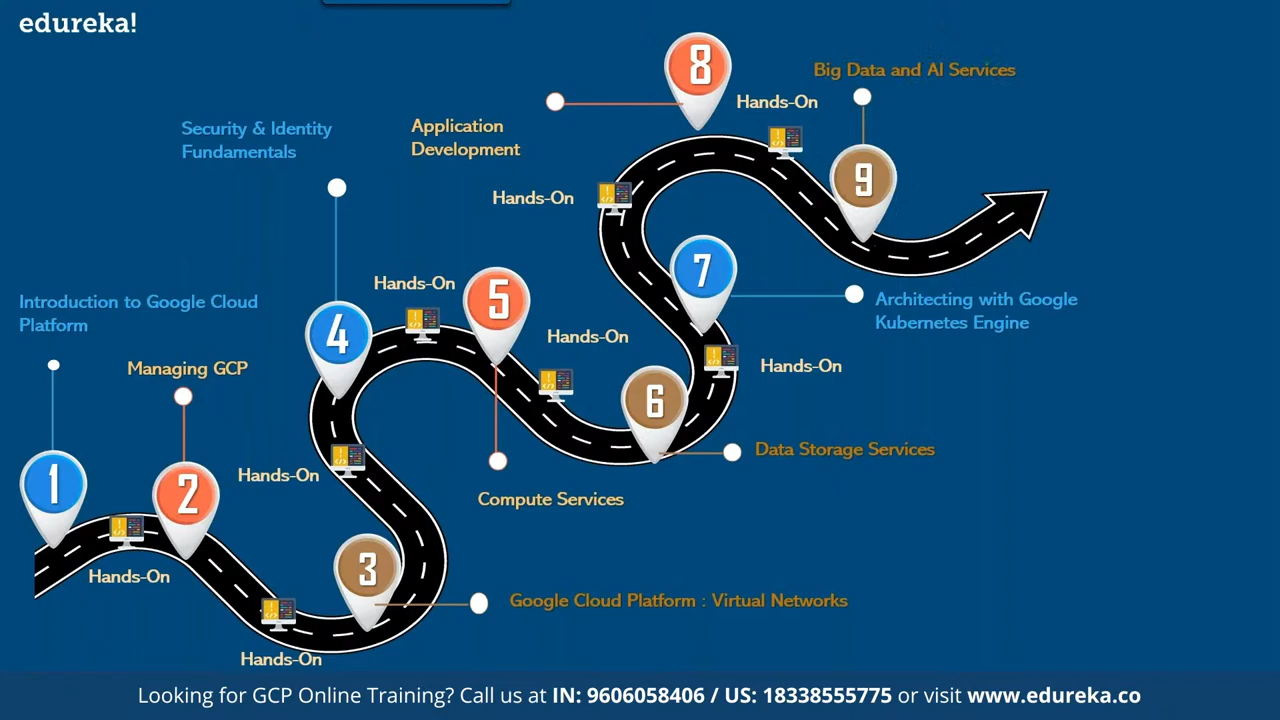 edureka!
8
Big Data and AI Services
Hands-On
Application
Development
Security & Identity
Fundamentals
9
Hands-On
7
Hands-On
5
Architecting with Google
Kubernetes Engine
Introduction to Google Cloud
Platform
4
Hands-On
Managing GCP
Hands-On
6
Data Storage Services
Hands-On
1
2
Compute Services
3
Hands-On
Google Cloud Platform : Virtual Networks
Hands-On
Looking for GCP Online Training? Call us at IN: 9606058406 / US: 18338555775 or visit www.edureka.co